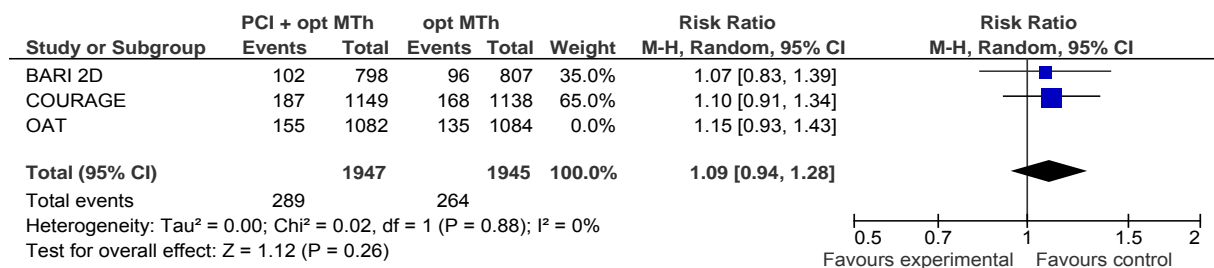 PCI + opt MTh opt MTh Risk Ratio Risk Ratio
Study or Subgroup Events Total Events Total Weight M-H, Random, 95% CI M-H, Random, 95% CI
BARI 2D 102 798 96 807 35.0% 1.07 [0.83, 1.39]
COURAGE 187 1149 168 1138 65.0% 1.10 [0.91, 1.34]
OAT 155 1082 135 1084 0.0% 1.15 [0.93, 1.43]
Total (95% CI) 1947 1945 100.0% 1.09 [0.94, 1.28]
Total events 289 264
Heterogeneity: Tau² = 0.00; Chi² = 0.02, df = 1 (P = 0.88); I² = 0%
Test for overall effect: Z = 1.12 (P = 0.26)
0.5 0.7 1 1.5 2
Favours experimental Favours control